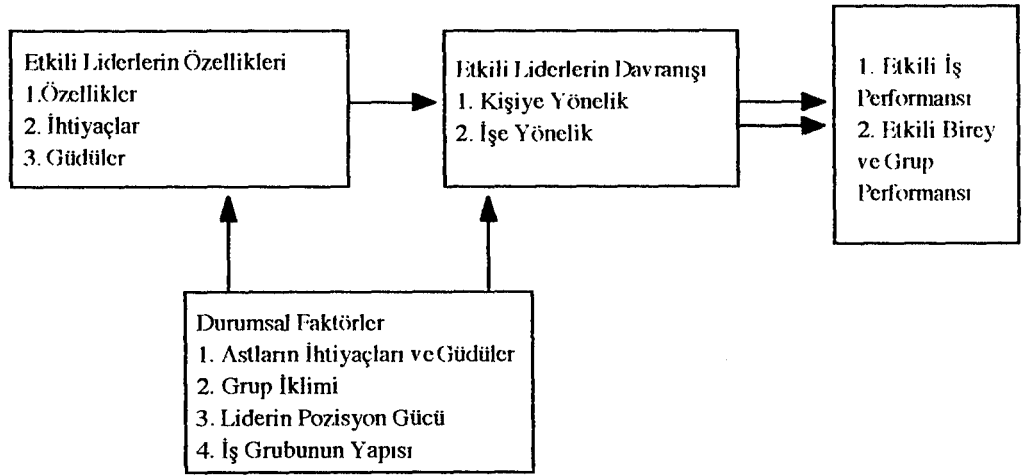 Etkili Liderlerin Özellikleri
1.Özellikler
2. İhtiyaçlar
3. Güdüler
Etkili Liderlerin Davranışı
1. Kişiye Yönelik
2. İşe Yönelik
1. Etkili İş
Performansı
2. Etkili Birey
ve Grup
Performansı
Durumsal Faktörler
1. Astların İhtiyaçları ve Güdüler
2. Grup İklimi
3. Liderin Pozisyon Gücü
4. İş Grubunun Yapısı